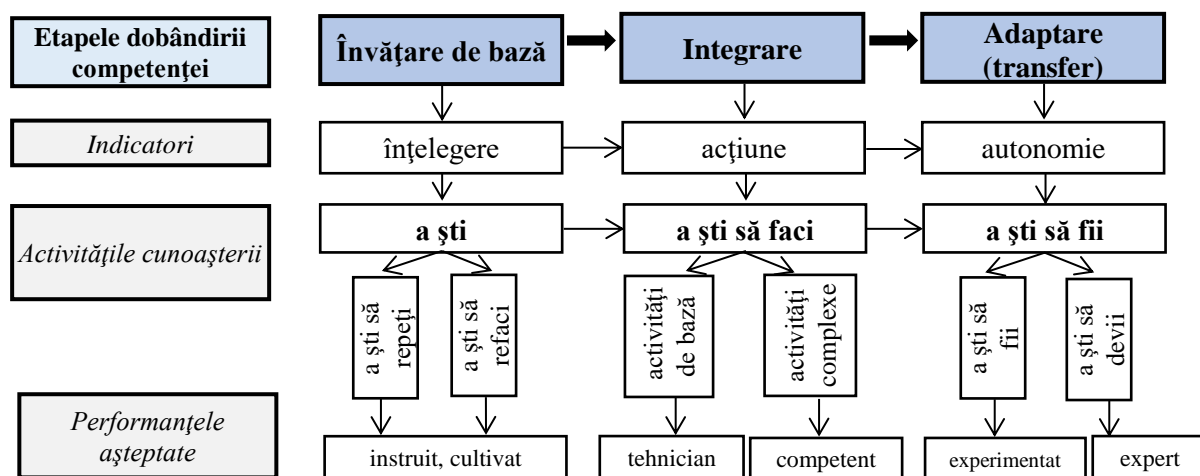 Etapele dobândirii
competenţei
Învăţare de bază
Integrare
Adaptare
(transfer)
Indicatori
înţelegere
acţiune
autonomie
Activităţile cunoaşterii
a şti
a şti să faci
a şti să fii
a şti să
repeţi
a şti să
refaci
activităţi
de bază
activităţi
complexe
a şti să
fii
a şti să
devii
Performanţele
aşteptate
instruit, cultivat
tehnician
competent
experimentat
expert